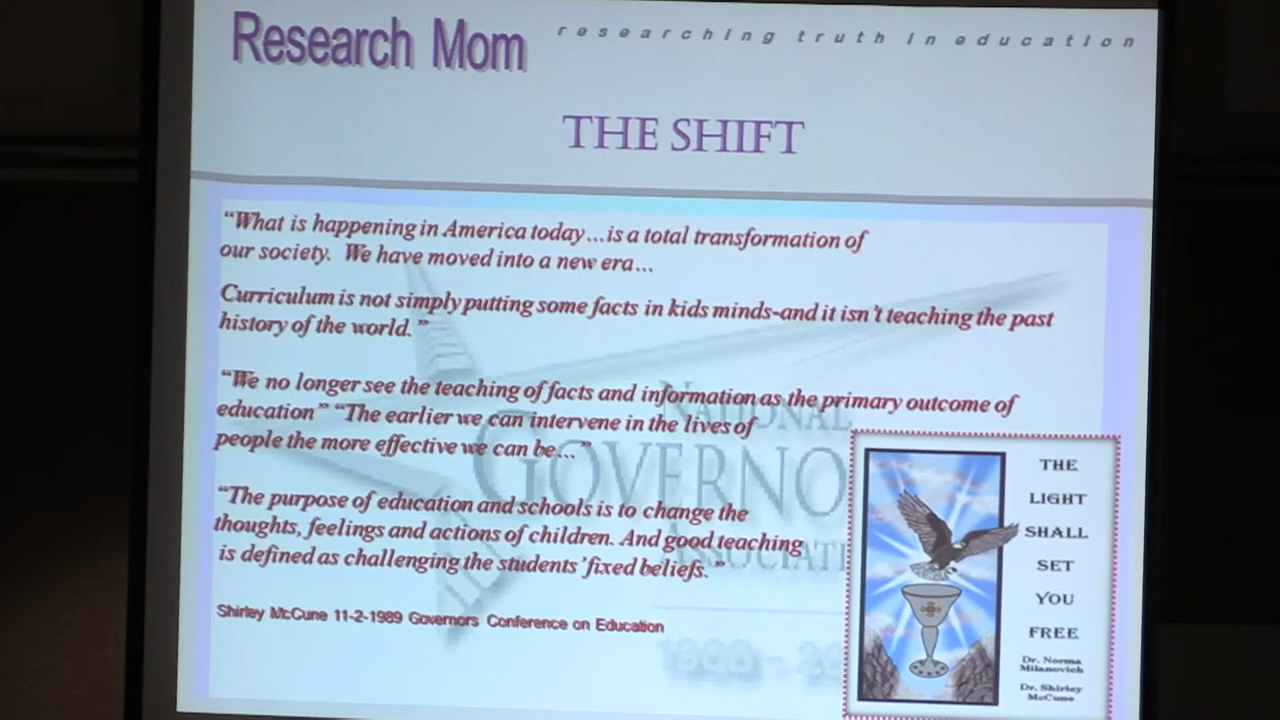 Research Mom
researching truth in education
THE SHIFT
“What is happening in America today...is a total transformation of
our society. We have moved into a new era...
Curriculum is not simply putting some facts in kids minds-and it isn't teaching the past
history of the world.”
“We no longer see the teaching of facts and information as the primary outcome of
education” “The earlier we can intervene in the lives of
people the more effective we can be...”
“The purpose of education and schools is to change the
thoughts, feelings and actions of children. And good teaching
is defined as challenging the students' fixed beliefs.”
Shirley McCune 11-2-1989 Governors Conference on Education
NATIONAL
GOVERNO
ASSOCIATI
THE
LIGHT
SHALL
SET
YOU
FREE
Dr. Norma
Milanovich
Dr. Shirley
McCune